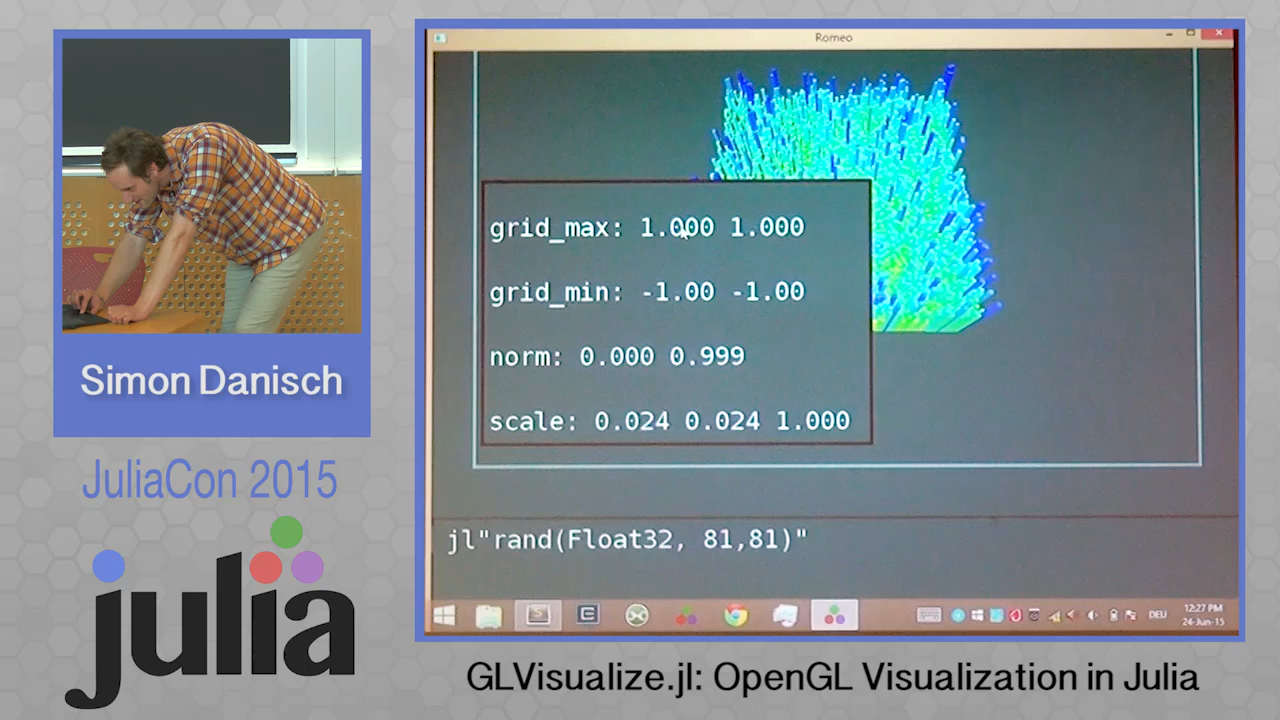 Simon Danisch
JuliaCon 2015
julia
Romeo
grid_max: 1.000 1.000
grid_min: -1.00 -1.00
norm: 0.000 0.999
scale: 0.024 0.024 1.000
jl"rand(Float32, 81,81)"
DEU
12:27 PM
24-Jun-15
GLVisualize.jl: OpenGL Visualization in Julia